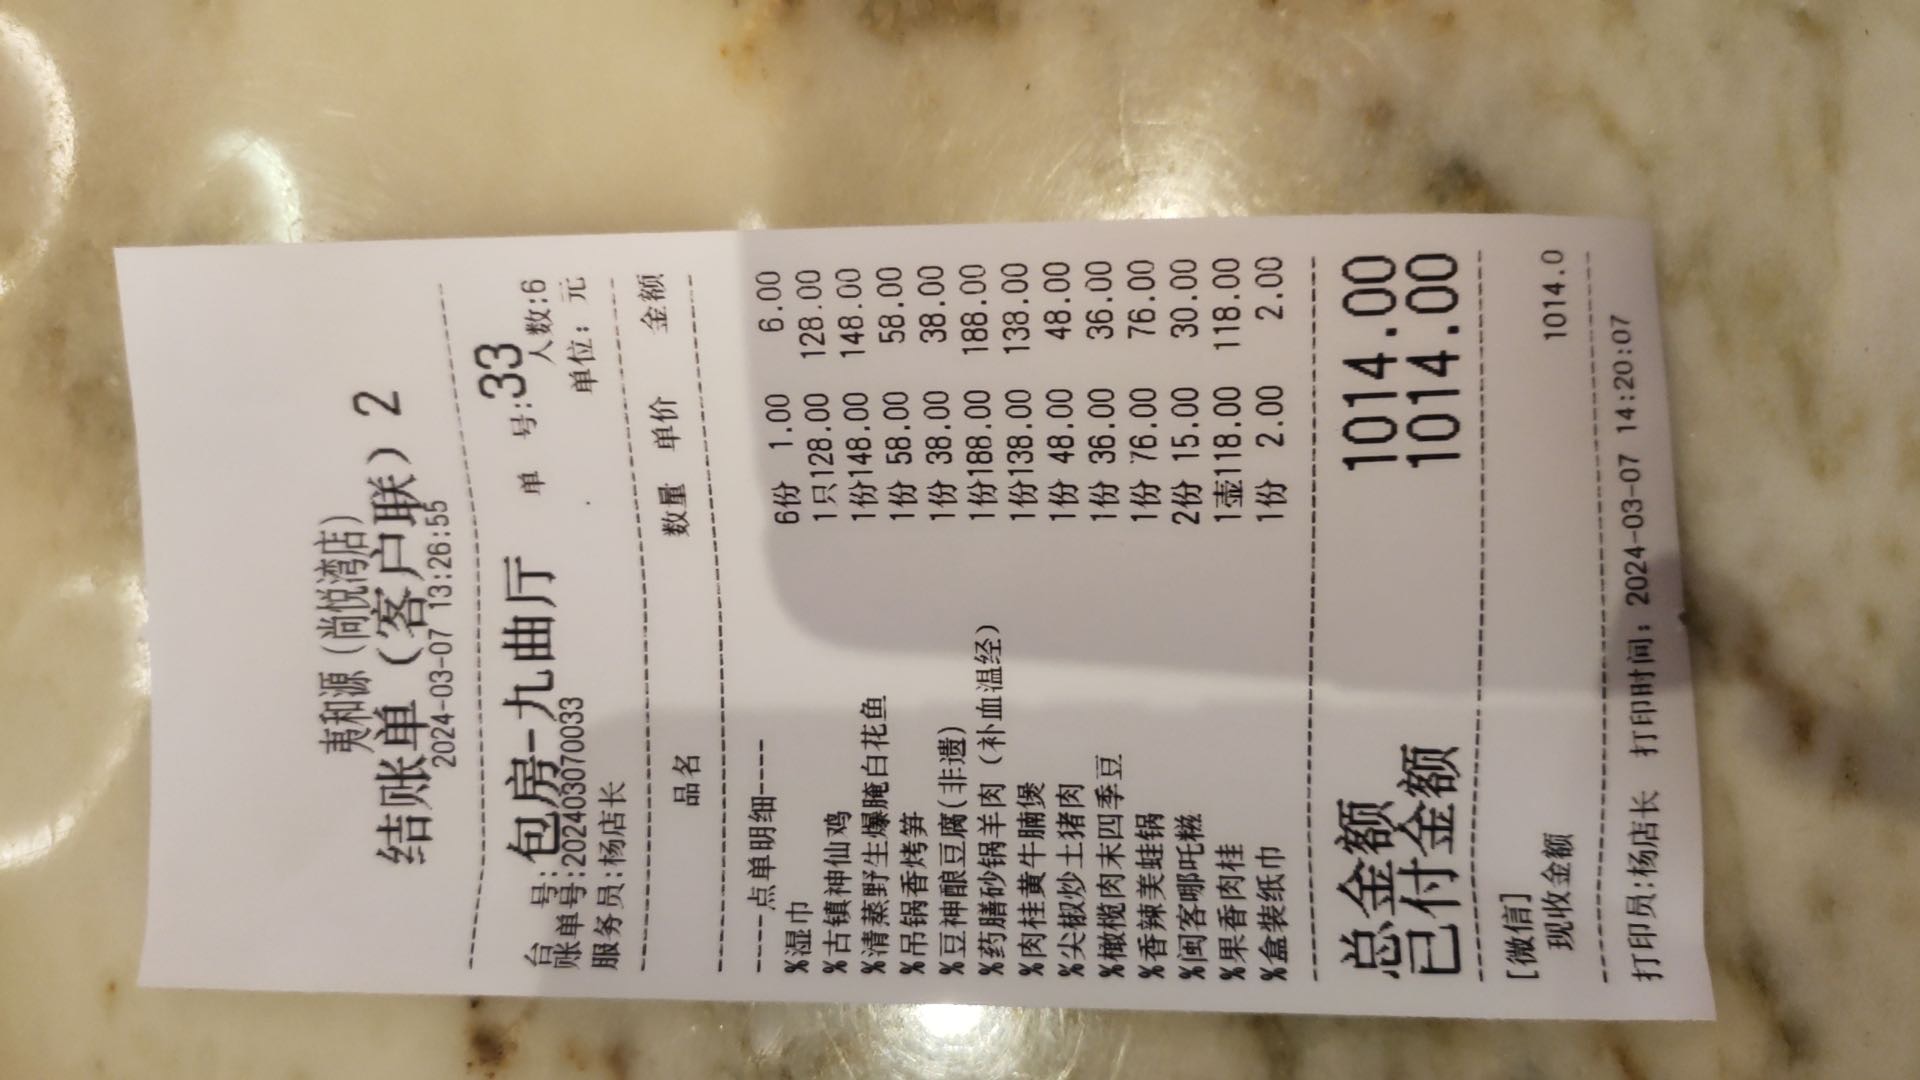 夷和源(尚悦湾店)
结账单(客户联) 2
2024-03-07 13:26:55
台 号:包房-九曲厅 单 号:33
账单号:202403070033 人数:6
服务员:杨店长 单位:元
品名 数量 单价 金额
----点单明细----
%湿巾 6份 1.00 6.00
%古镇神仙鸡 1只128.00 128.00
%清蒸野生爆腌白花鱼 1份148.00 148.00
%吊锅香烤笋 1份 58.00 58.00
%豆神酿豆腐(非遗) 1份 38.00 38.00
%药膳砂锅羊肉(补血温经) 1份188.00 188.00
%肉桂黄牛腩煲 1份138.00 138.00
%尖椒炒土猪肉 1份 48.00 48.00
%橄榄肉末四季豆 1份 36.00 36.00
%香辣美蛙锅 1份 76.00 76.00
%闽客哪吒糍 2份 15.00 30.00
%果香肉桂 1壶118.00 118.00
%盒装纸巾 1份 2.00 2.00
总金额 1014.00
已付金额 1014.00
[微信]
现收金额 1014.0
打印员:杨店长 打印时间: 2024-03-07 14:20:07